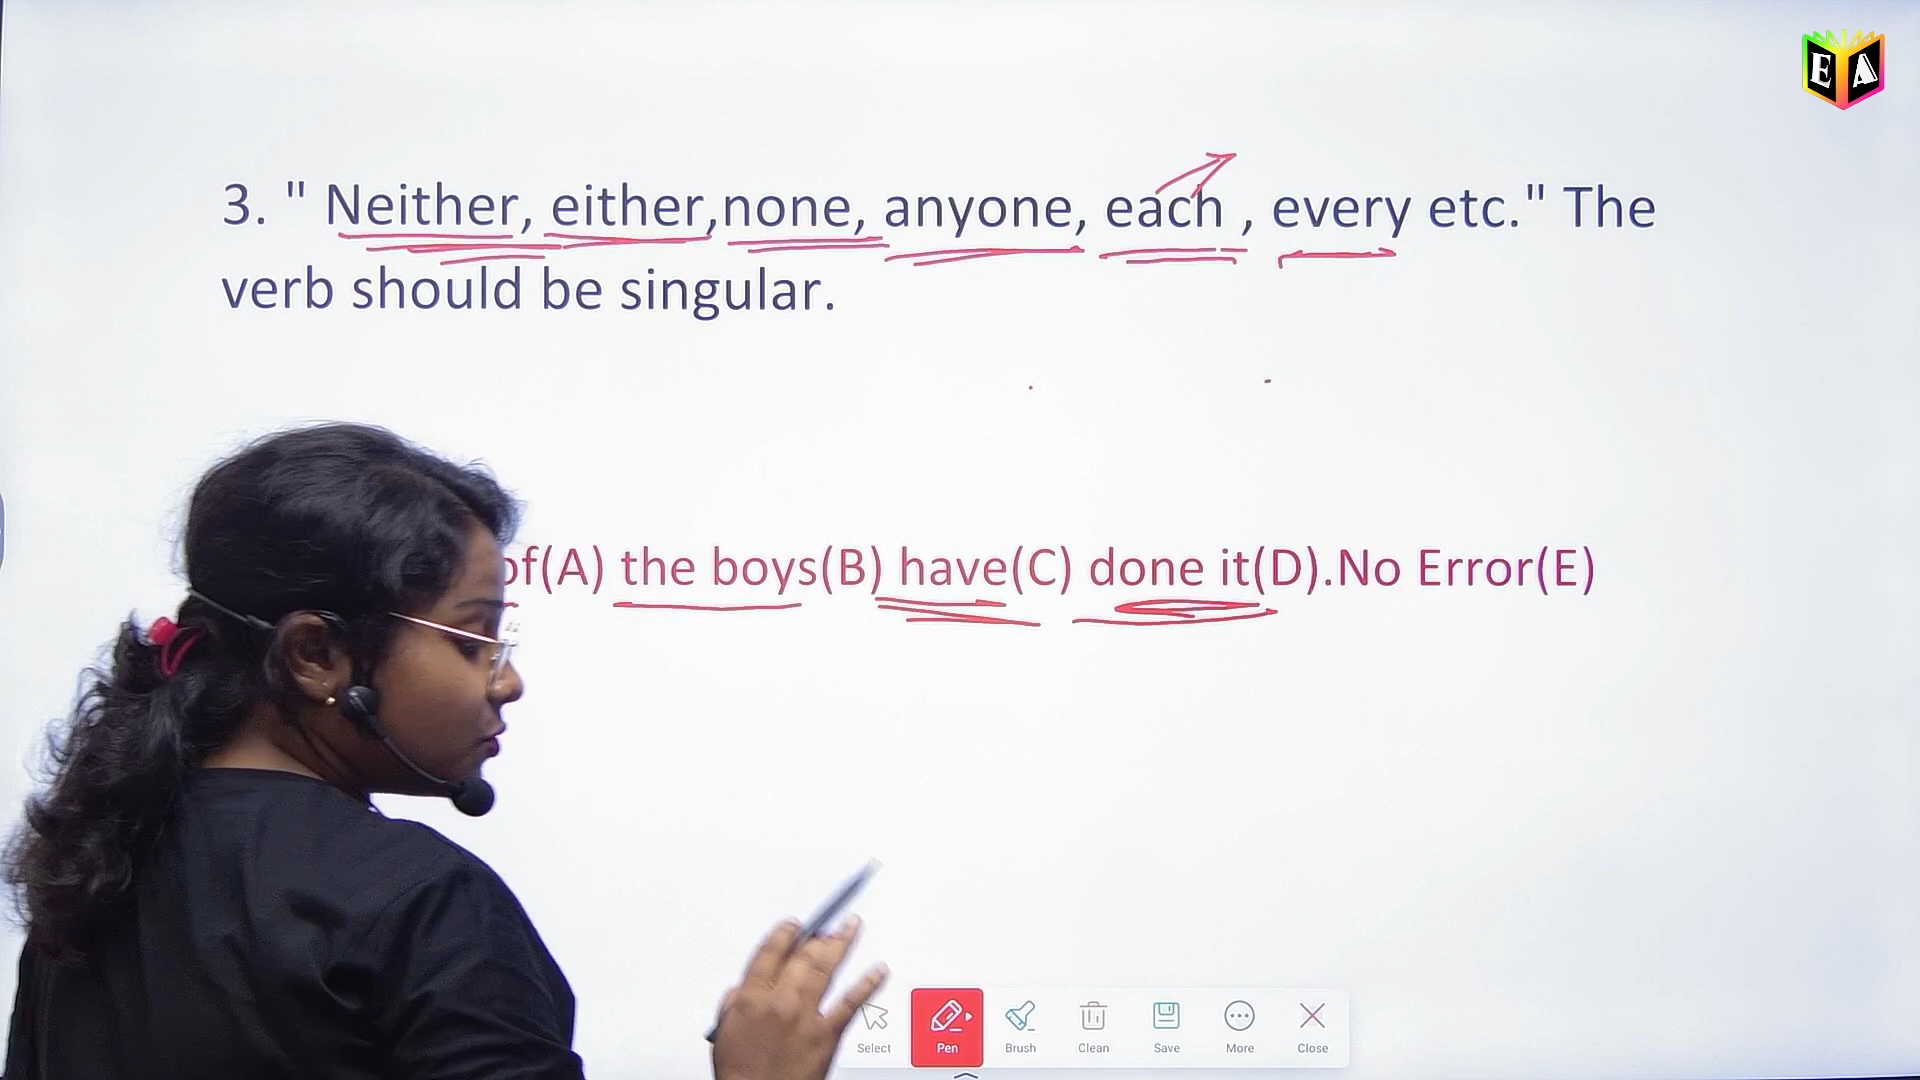 E A
3. " Neither, either,none, anyone, each , every etc." The
verb should be singular.
of(A) the boys(B) have(C) done it(D).No Error(E)
Select Pen Brush Clean Save More Close